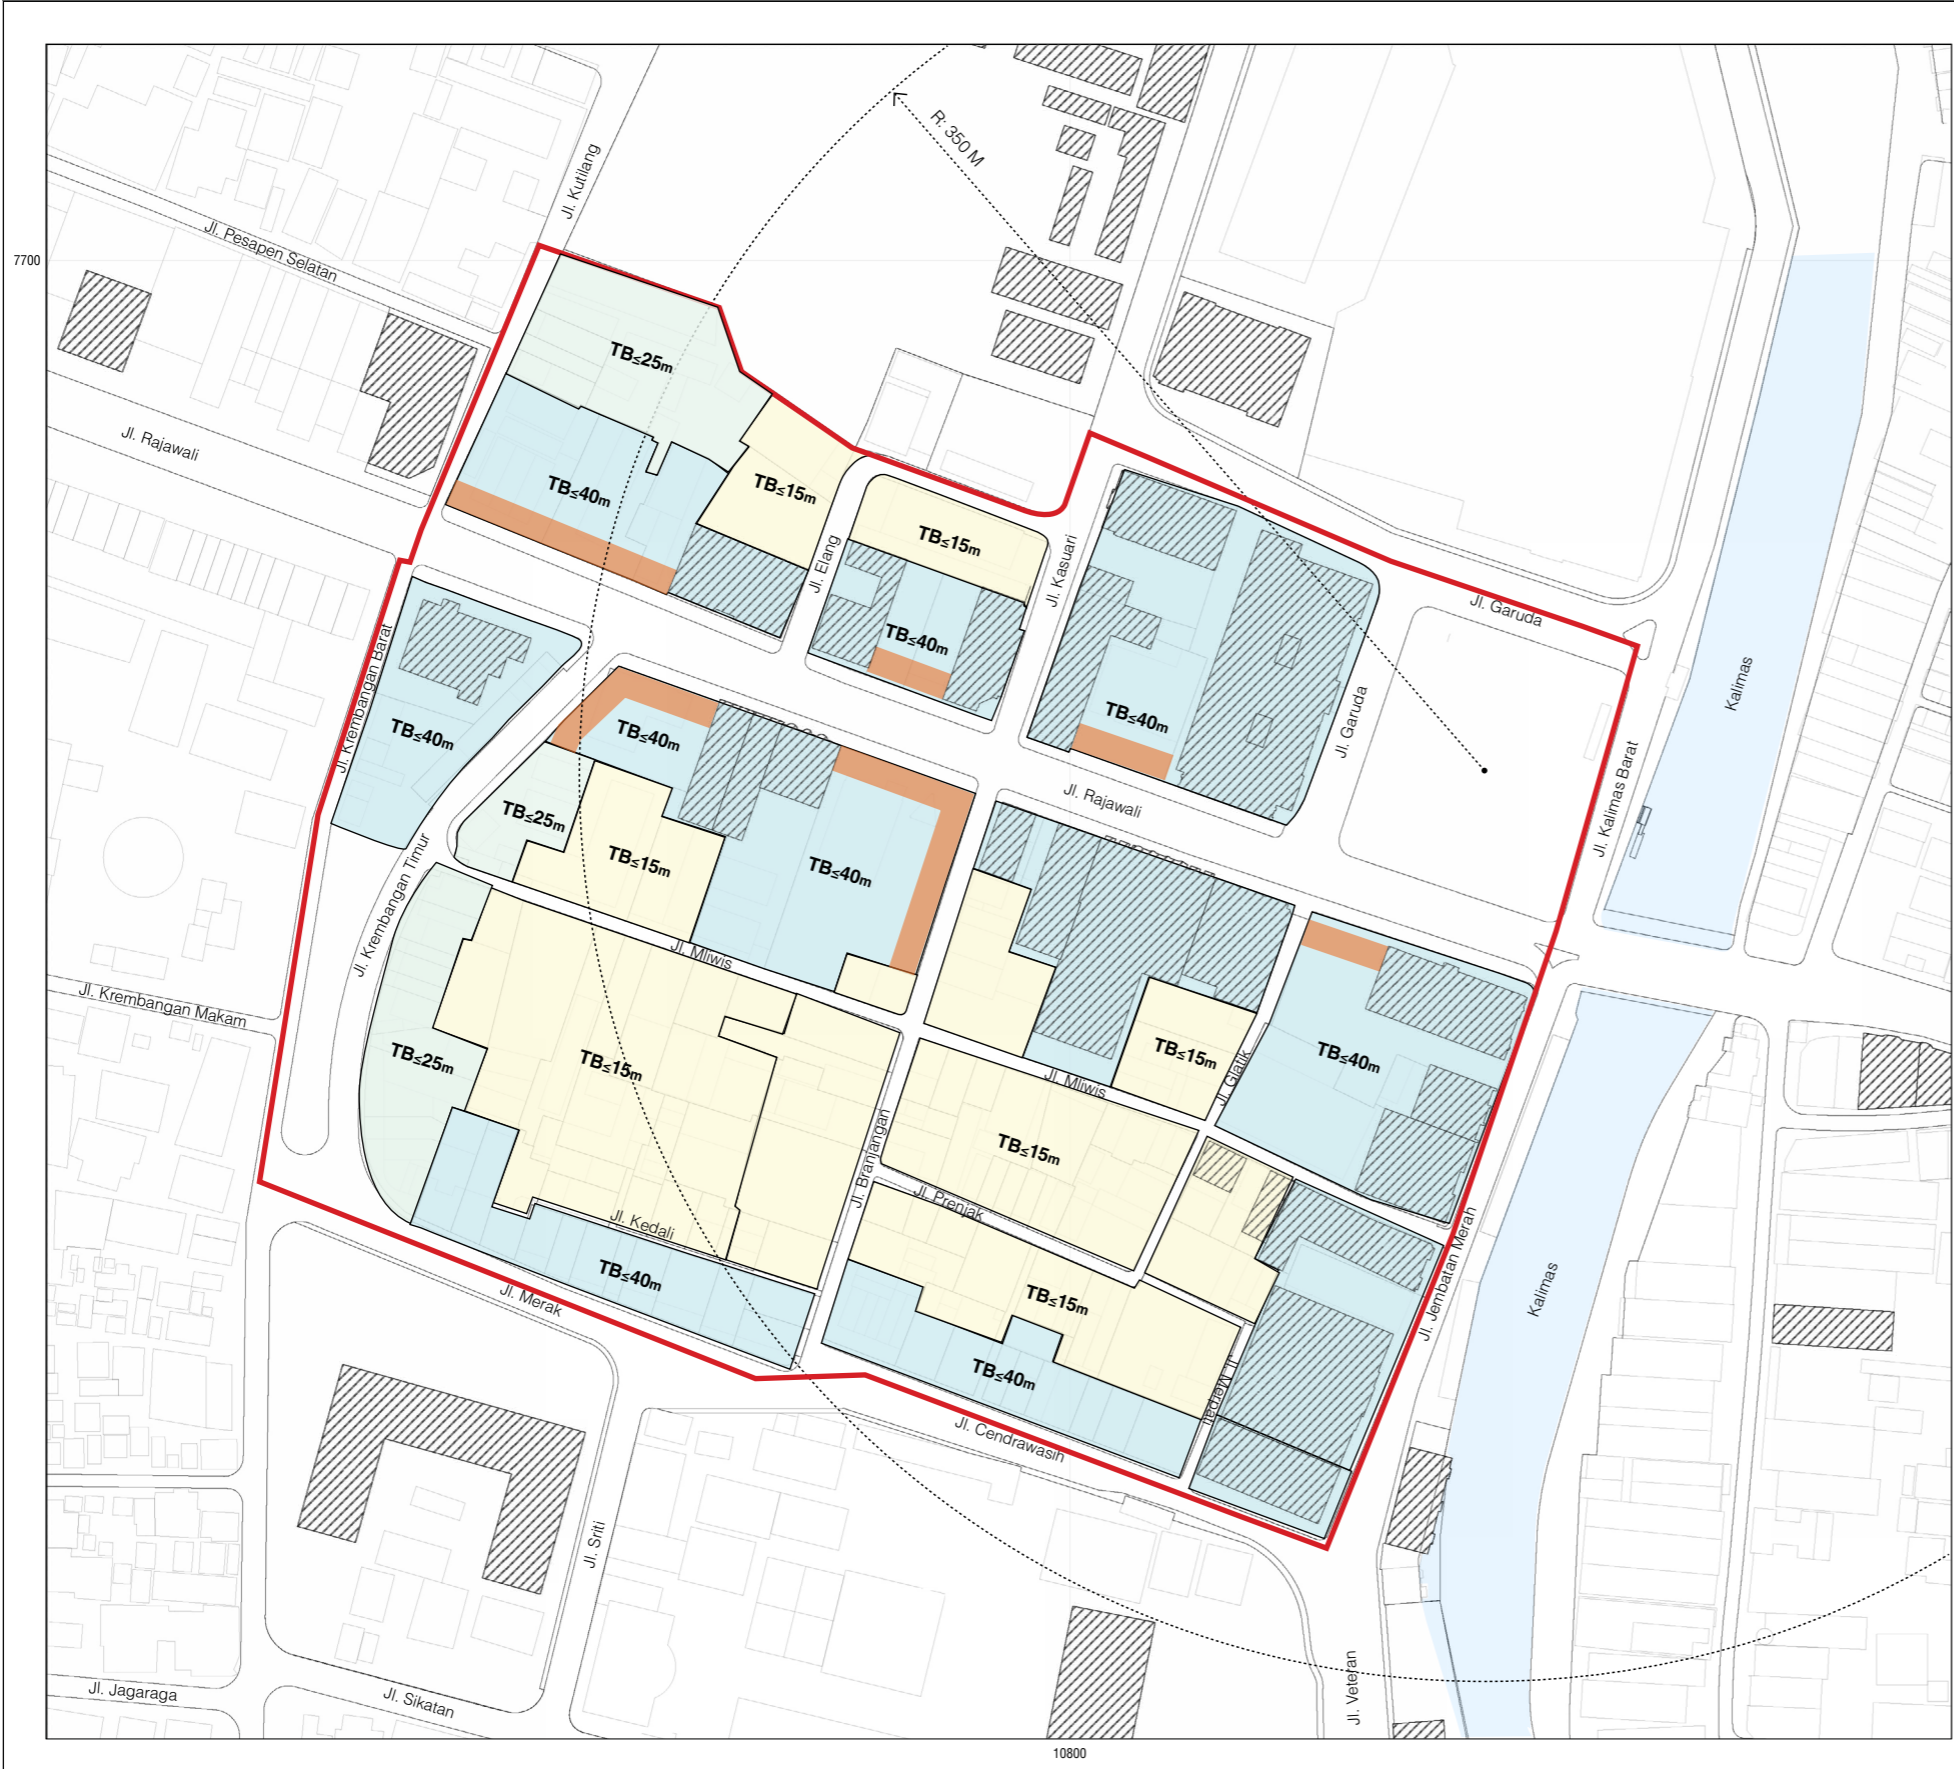 R: 350 M
Jl. Kutilang
Jl. Pesapen Selatan
7700
TB≤25m
Jl. Rajawali
TB≤40m
TB≤15m
TB≤15m
Jl. Elang
Jl. Kasuari
Jl. Garuda
TB≤40m
Jl. Krembangan Barat
TB≤40m
TB≤40m
TB≤40m
Jl. Garuda
Kalimas
Jl. Rajawali
Jl. Kalimas Barat
TB≤25m
TB≤15m
TB≤40m
Jl. Krembangan Timur
Jl. Mliwis
Jl. Krembangan Makam
TB≤25m
TB≤15m
TB≤15m
TB≤40m
Jl. Mliwis
Jl. Glatik
Jl. Branjangan
TB≤15m
Jl. Prenjak
Jl. Kedali
TB≤40m
Jl. Merak
TB≤15m
TB≤40m
Jl. Merpati
Jl. Jembatan Merah
Kalimas
Jl. Cendrawasih
Jl. Sriti
Jl. Jagaraga
Jl. Sikatan
Jl. Veteran
10800